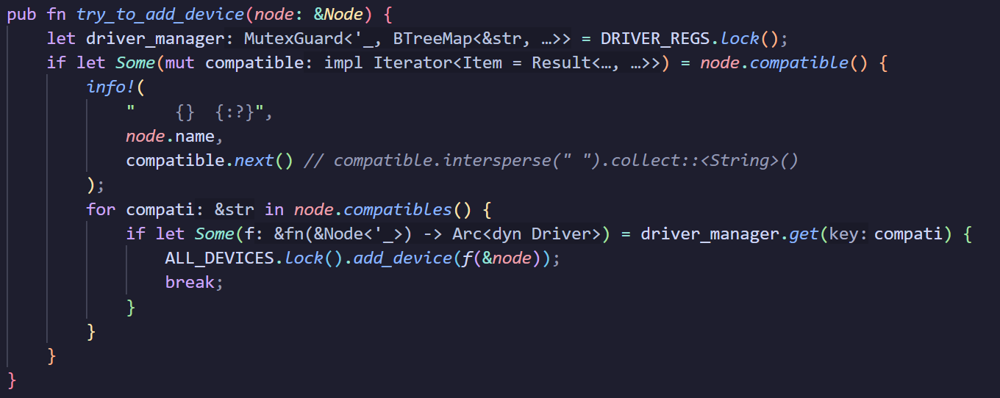 pub fn try_to_add_device(node: &Node) {
    let driver_manager: MutexGuard<'_, BTreeMap<&str, …>> = DRIVER_REGS.lock();
    if let Some(mut compatible: impl Iterator<Item = Result<…, …>>) = node.compatible() {
        info!(
            "    {}  {:?}",
            node.name,
            compatible.next() // compatible.intersperse(" ").collect::<String>()
        );
        for compati: &str in node.compatibles() {
            if let Some(f: &fn(&Node<'_>) -> Arc<dyn Driver>) = driver_manager.get(key: compati) {
                ALL_DEVICES.lock().add_device(f(&node));
                break;
            }
        }
    }
}